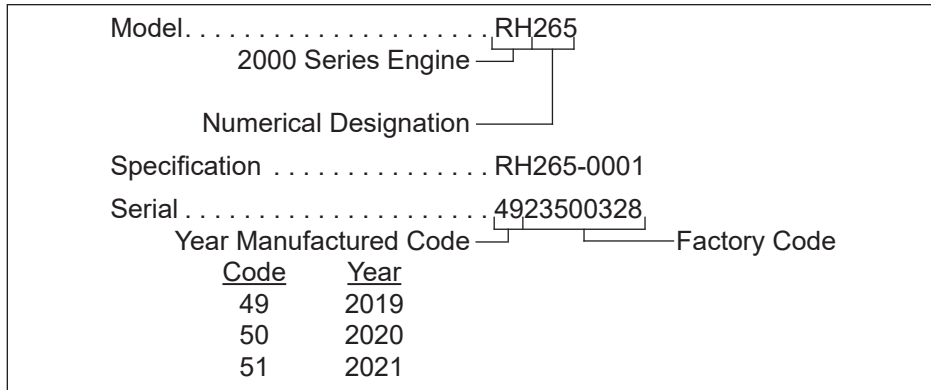 Model. . . . . . . . . . . . . . . . . . . . . . RH265
2000 Series Engine
Numerical Designation
Specification . . . . . . . . . . . . . . . . RH265-0001
Serial . . . . . . . . . . . . . . . . . . . . . . 4923500328
Year Manufactured Code Factory Code
Code Year
49 2019
50 2020
51 2021